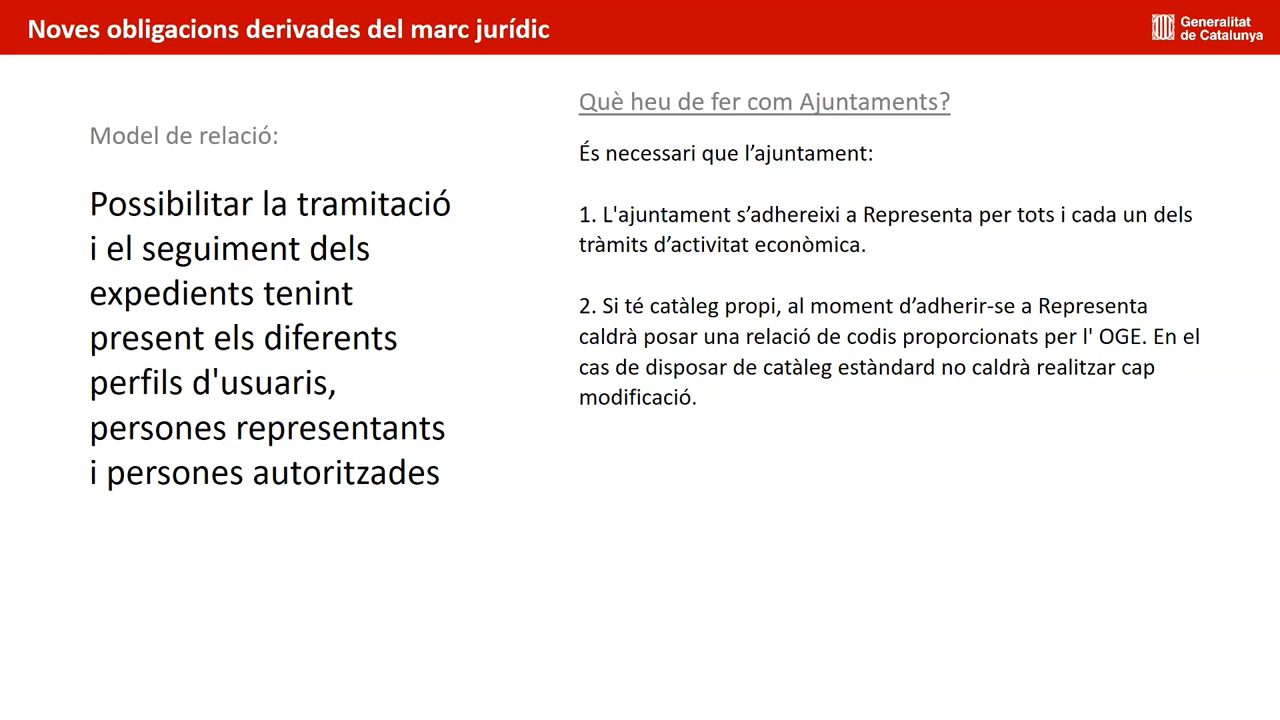 Noves obligacions derivades del marc jurídic
Generalitat
de Catalunya
Model de relació:
Possibilitar la tramitació
i el seguiment dels
expedients tenint
present els diferents
perfils d'usuaris,
persones representants
i persones autoritzades
Què heu de fer com Ajuntaments?
És necessari que l’ajuntament:
1. L'ajuntament s’adhereixi a Representa per tots i cada un dels
tràmits d’activitat econòmica.
2. Si té catàleg propi, al moment d’adherir-se a Representa
caldrà posar una relació de codis proporcionats per l' OGE. En el
cas de disposar de catàleg estàndard no caldrà realitzar cap
modificació.